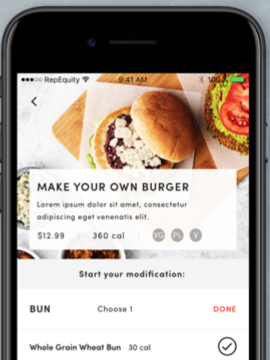 RepEquity 9:41 AM 100
MAKE YOUR OWN BURGER
Lorem ipsum dolor sit amet, consectetur
adipiscing eget venenatis elit.
$12.99 | 360 cal | VG PL V
Start your modification:
BUN Choose 1 DONE
Whole Grain Wheat Bun 30 cal